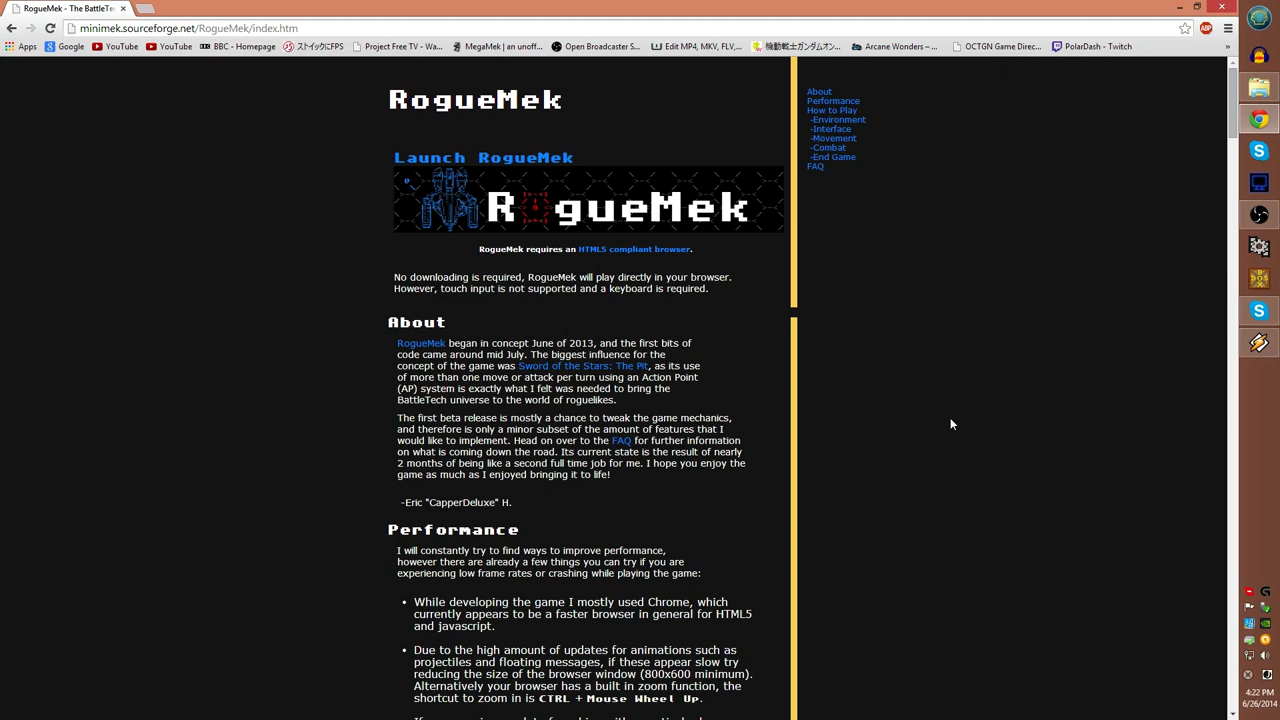 RogueMek - The BattleTe
minimek.sourceforge.net/RogueMek/index.htm
ABP
Apps Google YouTube YouTube BBC - Homepage ストイックにFPS Project Free TV - Wa... MegaMek | an unoff... Open Broadcaster S... Edit MP4, MKV, FLV,... 機動戦士ガンダムオン... Arcane Wonders – ... OCTGN Game Direc... PolarDash - Twitch
RogueMek
Launch RogueMek
RogueMek
RogueMek requires an HTML5 compliant browser.
No downloading is required, RogueMek will play directly in your browser.
However, touch input is not supported and a keyboard is required.
About
RogueMek began in concept June of 2013, and the first bits of
code came around mid July. The biggest influence for the
concept of the game was Sword of the Stars: The Pit, as its use
of more than one move or attack per turn using an Action Point
(AP) system is exactly what I felt was needed to bring the
BattleTech universe to the world of roguelikes.
The first beta release is mostly a chance to tweak the game mechanics,
and therefore is only a minor subset of the amount of features that I
would like to implement. Head on over to the FAQ for further information
on what is coming down the road. Its current state is the result of nearly
2 months of being like a second full time job for me. I hope you enjoy the
game as much as I enjoyed bringing it to life!
-Eric "CapperDeluxe" H.
Performance
I will constantly try to find ways to improve performance,
however there are already a few things you can try if you are
experiencing low frame rates or crashing while playing the game:
• While developing the game I mostly used Chrome, which
currently appears to be a faster browser in general for HTML5
and javascript.
• Due to the high amount of updates for animations such as
projectiles and floating messages, if these appear slow try
reducing the size of the browser window (800x600 minimum).
Alternatively your browser has a built in zoom function, the
shortcut to zoom in is CTRL + Mouse Wheel Up.
About
Performance
How to Play
-Environment
-Interface
-Movement
-Combat
-End Game
FAQ
4:22 PM
6/26/2014